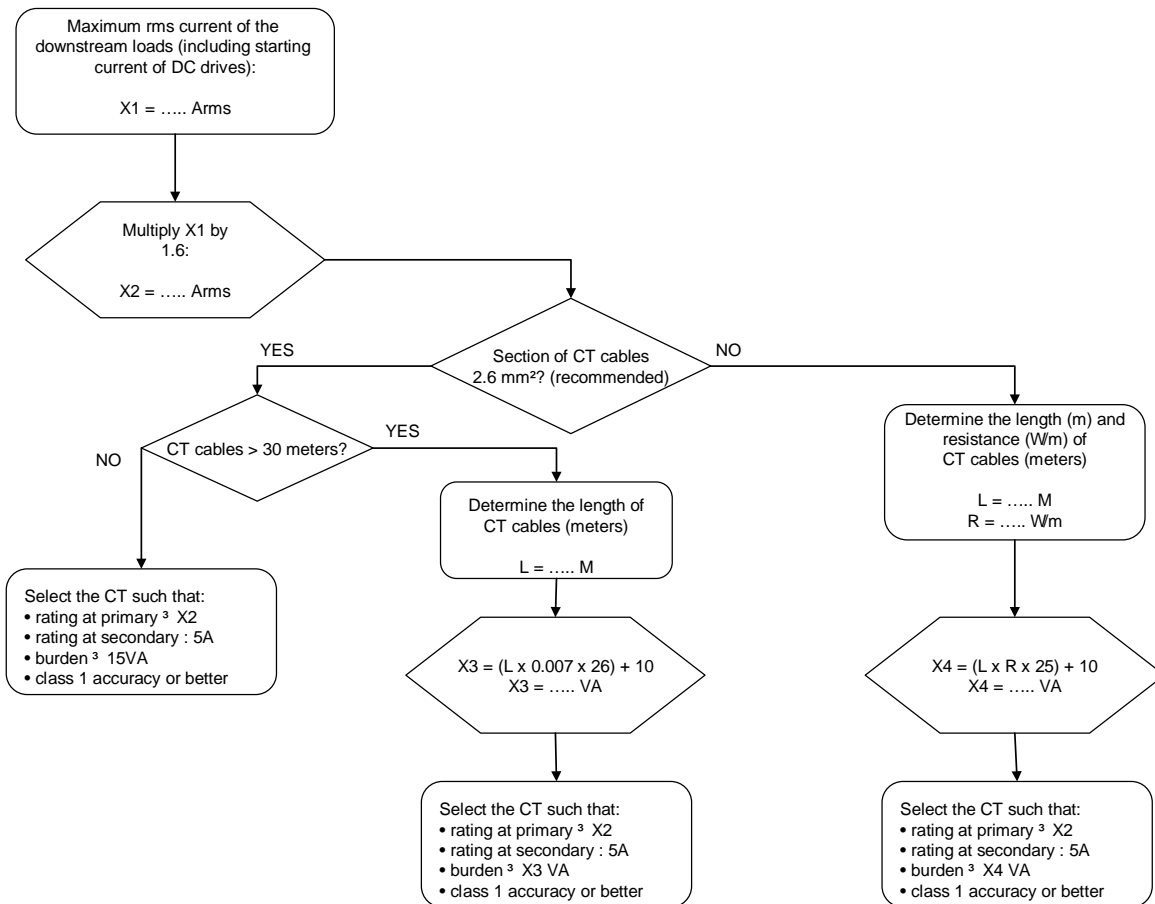 Maximum rms current of the
downstream loads (including starting
current of DC drives):
X1 = ….. Arms
Multiply X1 by
1.6:
X2 = ….. Arms
Section of CT cables
2.6 mm²? (recommended)
YES
NO
CT cables > 30 meters?
NO
YES
Determine the length (m) and
resistance (W/m) of
CT cables (meters)
L = ….. M
R = ….. W/m
Determine the length of
CT cables (meters)
L = ….. M
Select the CT such that:
• rating at primary ³ X2
• rating at secondary : 5A
• burden ³ 15VA
• class 1 accuracy or better
X3 = (L x 0.007 x 26) + 10
X3 = ….. VA
X4 = (L x R x 25) + 10
X4 = ….. VA
Select the CT such that:
• rating at primary ³ X2
• rating at secondary : 5A
• burden ³ X3 VA
• class 1 accuracy or better
Select the CT such that:
• rating at primary ³ X2
• rating at secondary : 5A
• burden ³ X4 VA
• class 1 accuracy or better